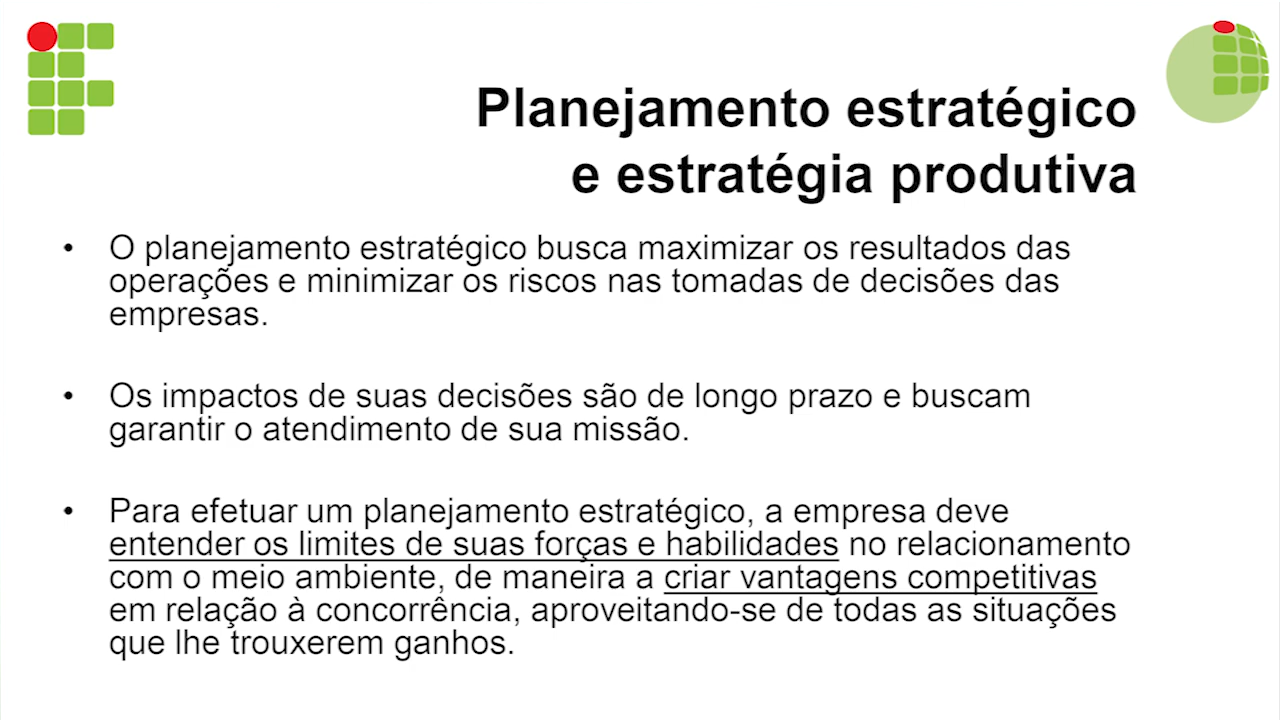 Planejamento estratégico
e estratégia produtiva
• O planejamento estratégico busca maximizar os resultados das
operações e minimizar os riscos nas tomadas de decisões das
empresas.
• Os impactos de suas decisões são de longo prazo e buscam
garantir o atendimento de sua missão.
• Para efetuar um planejamento estratégico, a empresa deve
entender os limites de suas forças e habilidades no relacionamento
com o meio ambiente, de maneira a criar vantagens competitivas
em relação à concorrência, aproveitando-se de todas as situações
que lhe trouxerem ganhos.